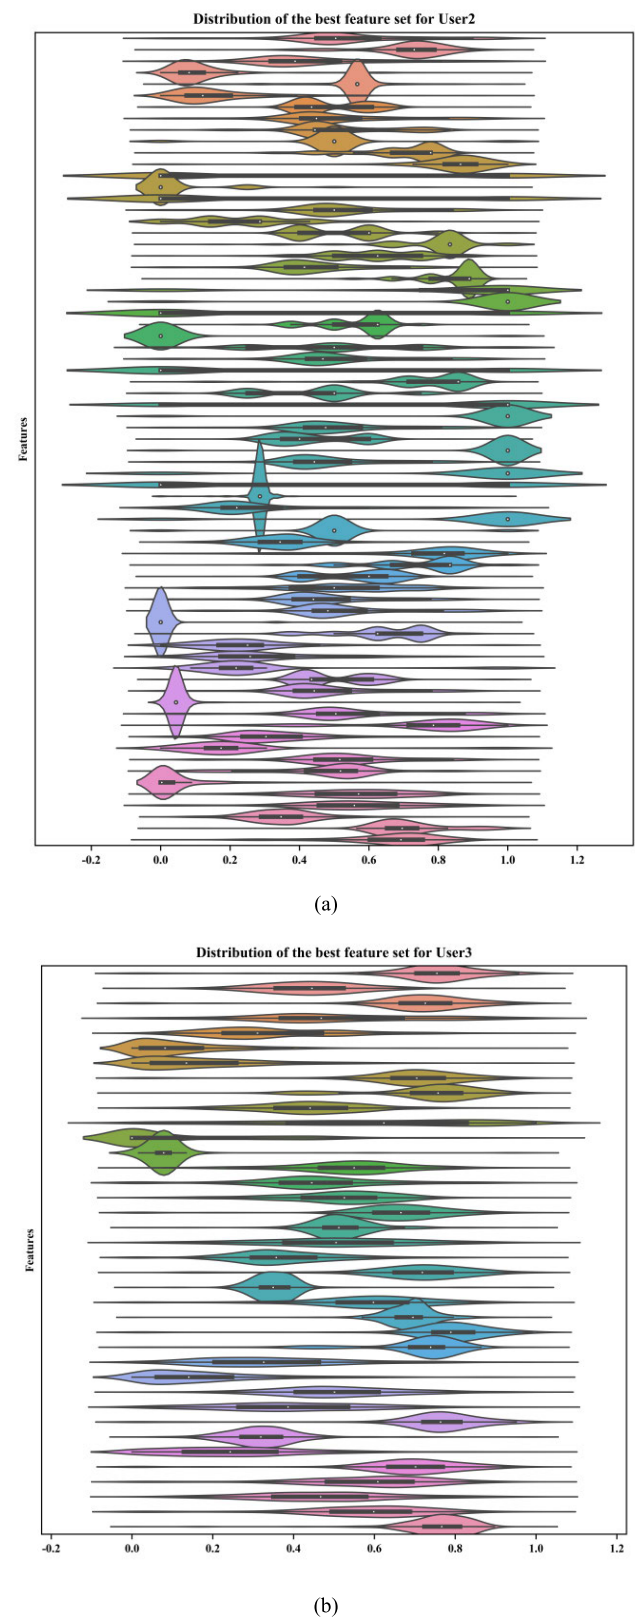 Distribution of the best feature set for User2
Features
-0.2 0.0 0.2 0.4 0.6 0.8 1.0 1.2
(a)
Distribution of the best feature set for User3
Features
-0.2 0.0 0.2 0.4 0.6 0.8 1.0 1.2
(b)